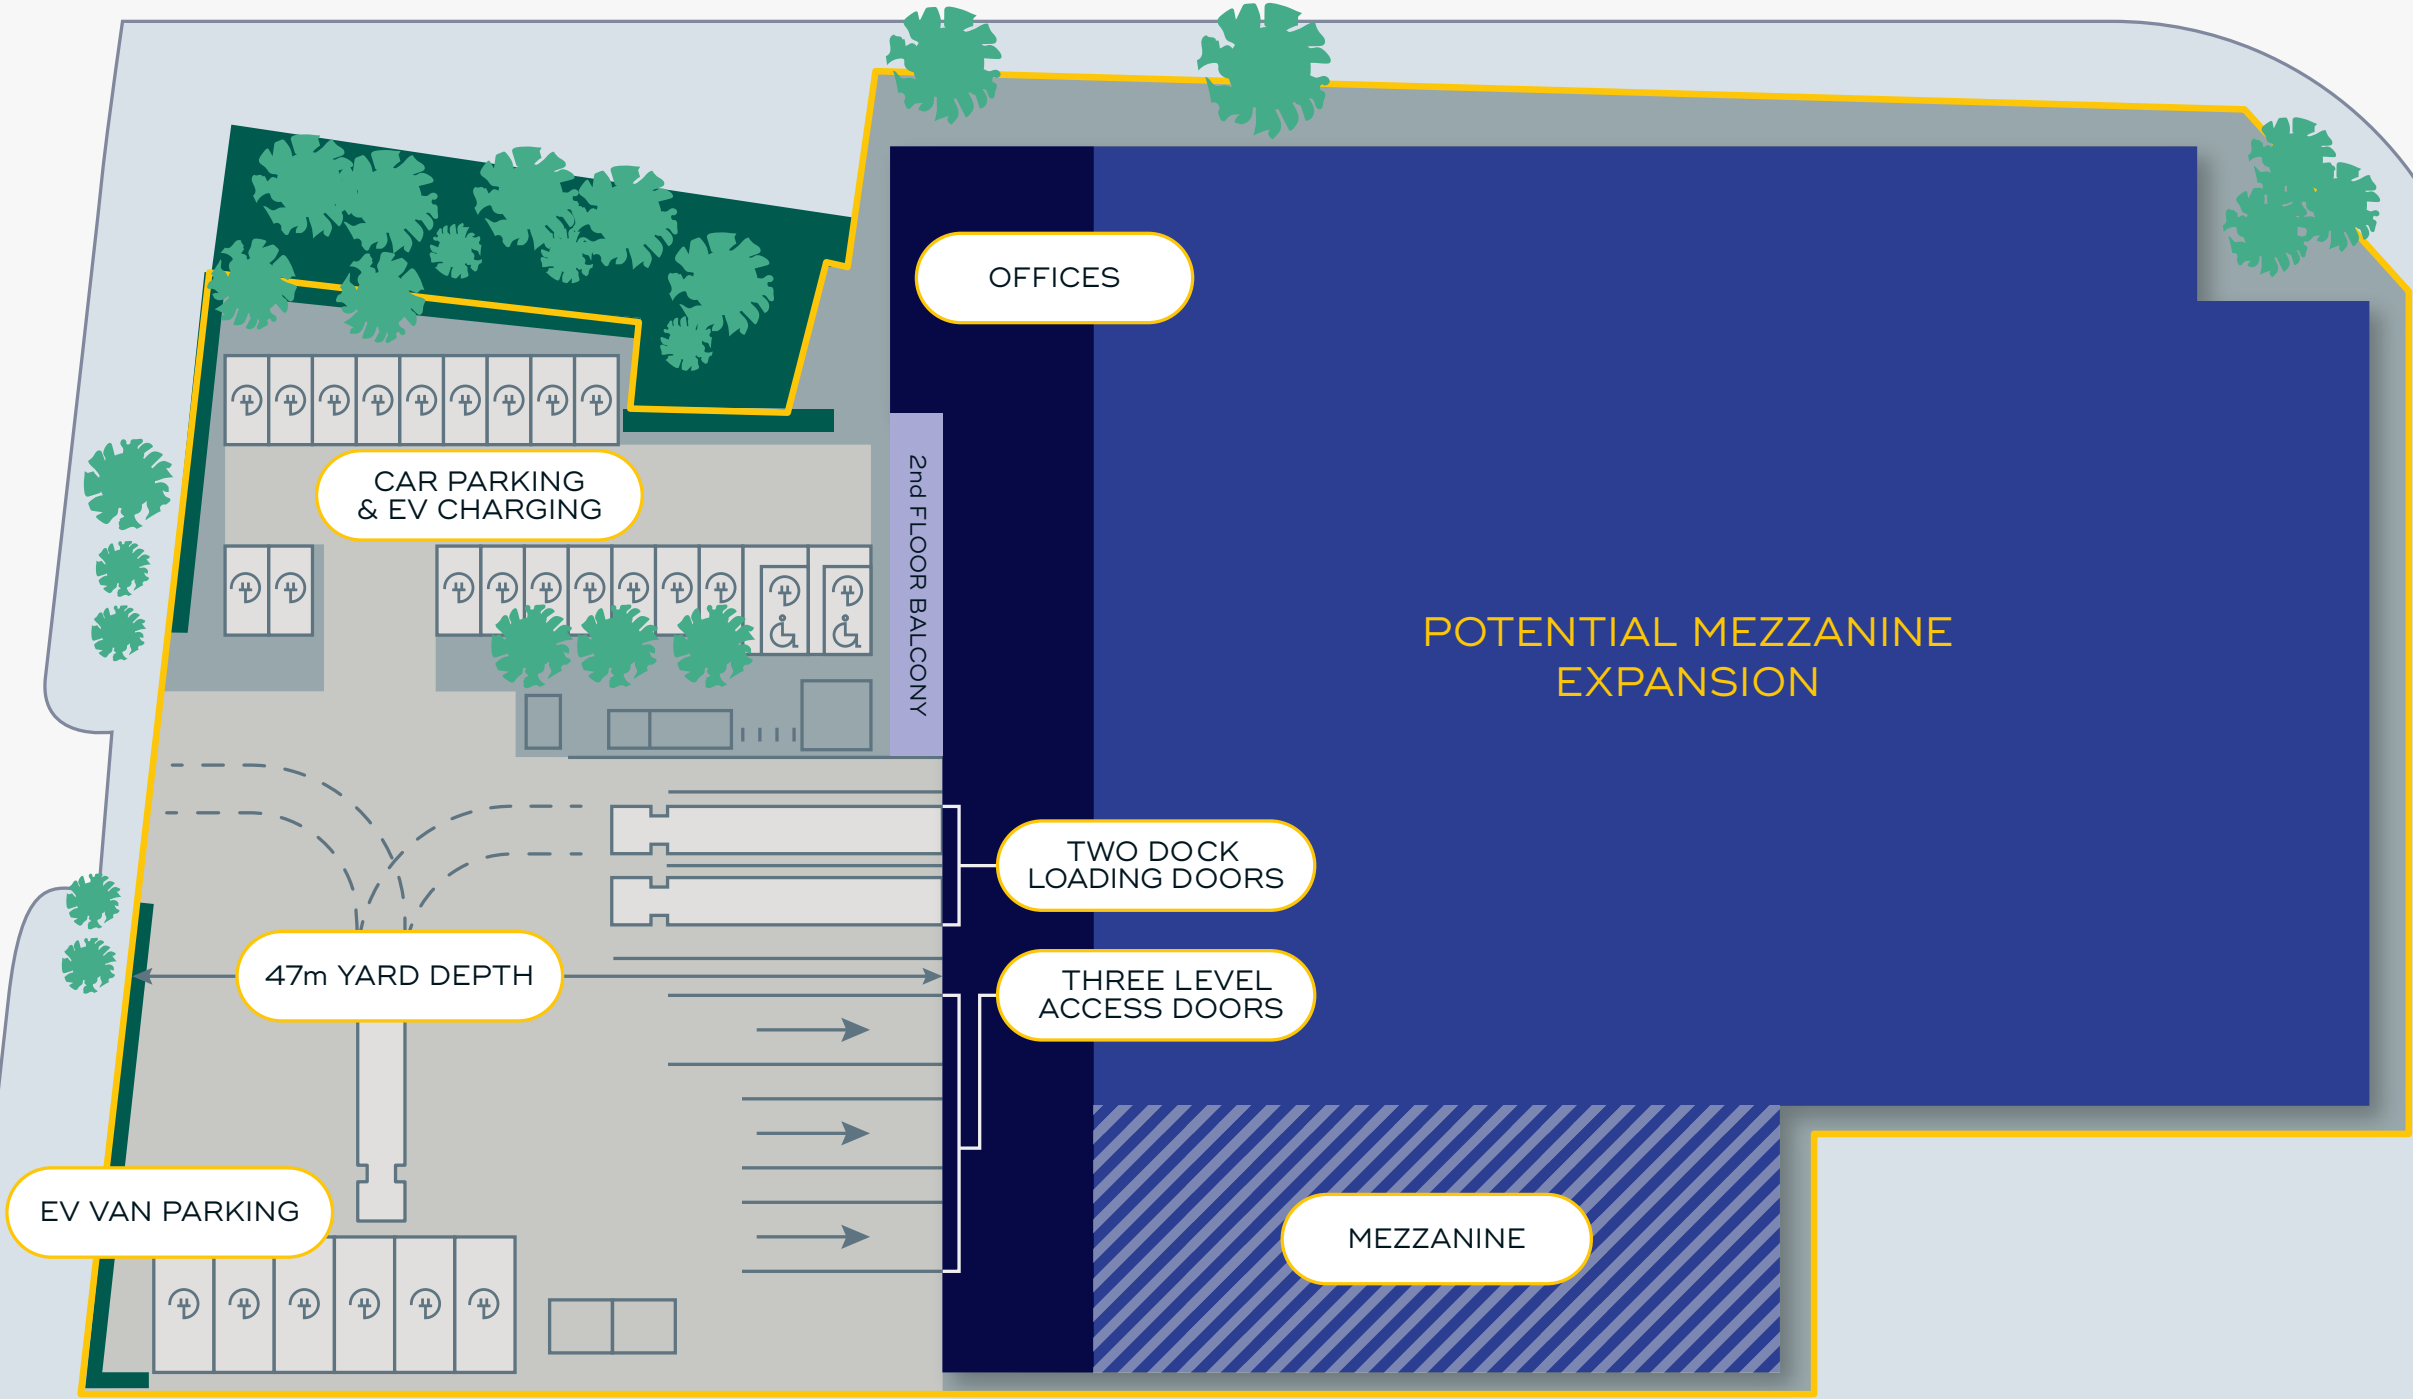 OFFICES
CAR PARKING
& EV CHARGING
2nd FLOOR BALCONY
POTENTIAL MEZZANINE
EXPANSION
TWO DOCK
LOADING DOORS
47m YARD DEPTH
THREE LEVEL
ACCESS DOORS
EV VAN PARKING
MEZZANINE